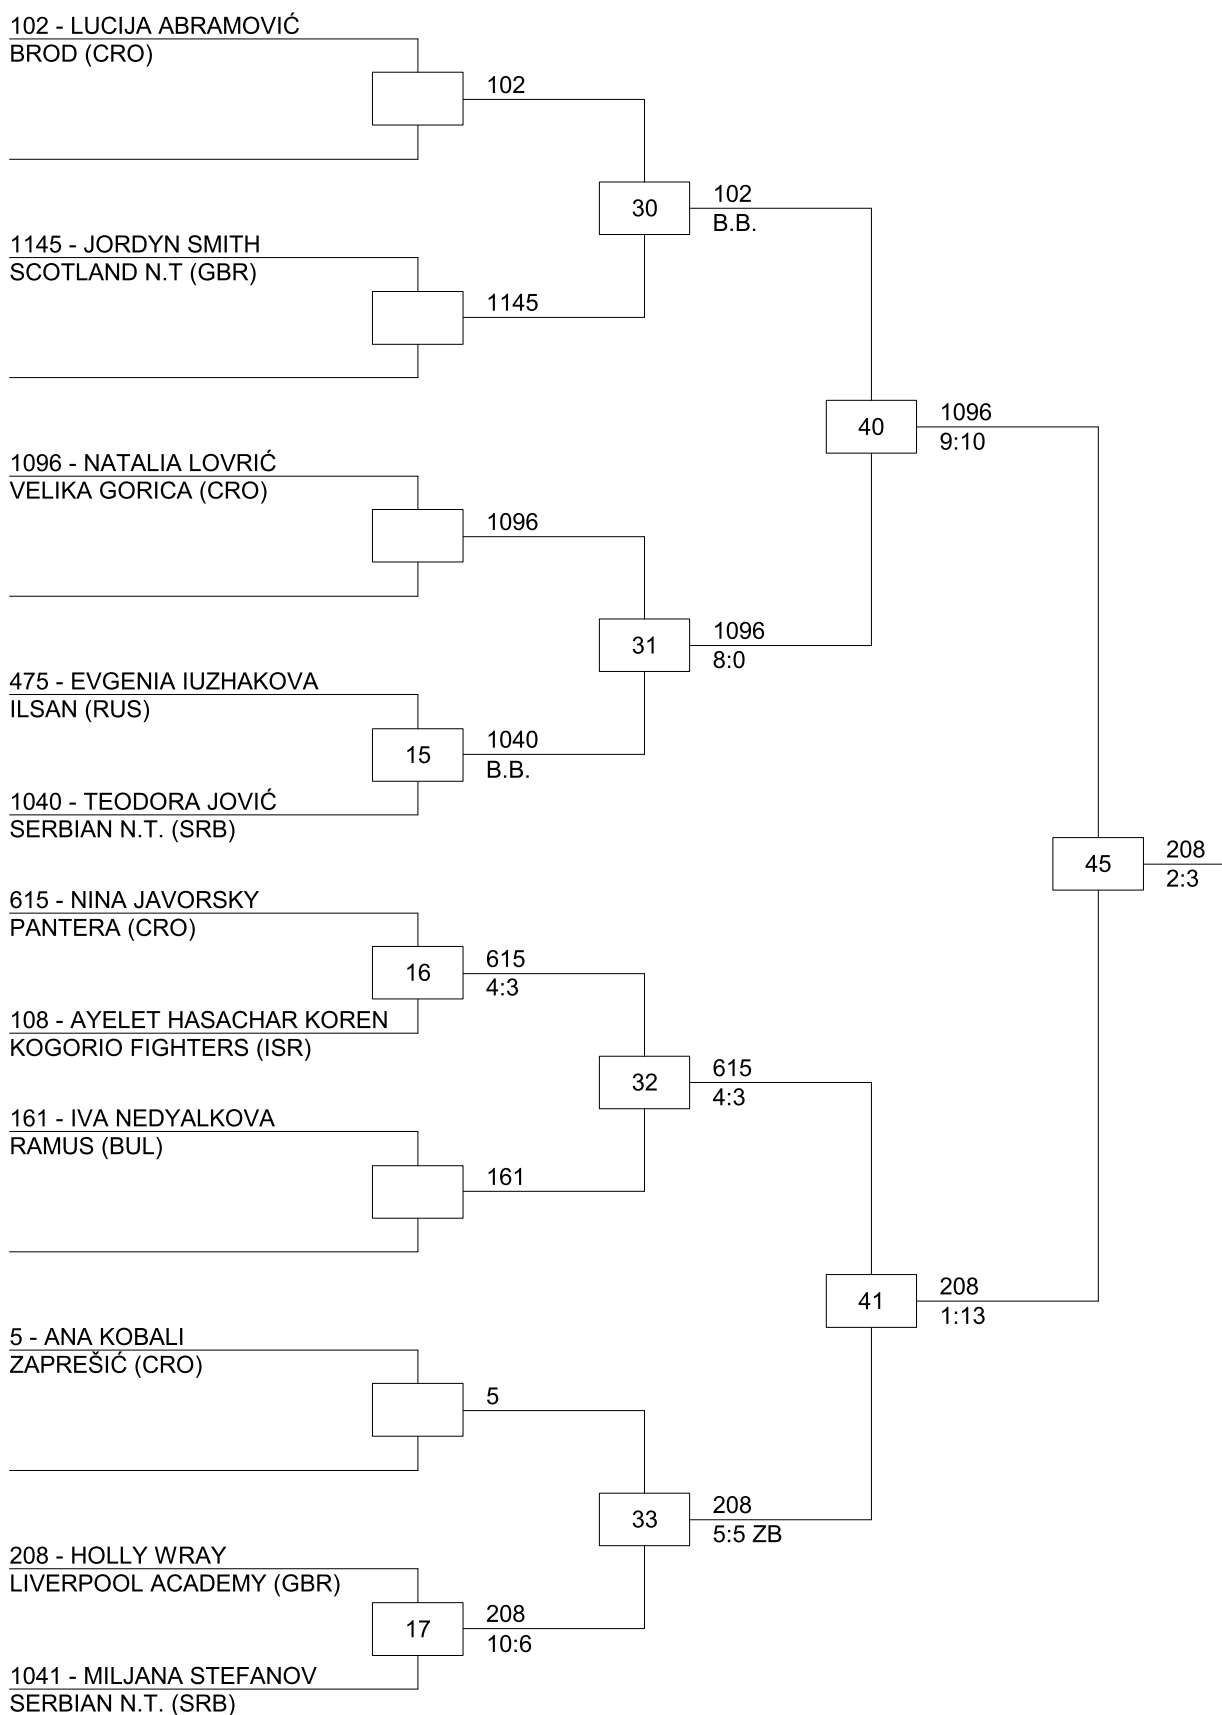 102 - LUCIJA ABRAMOVIĆ
BROD (CRO)
102
30
102
B.B.
1145 - JORDYN SMITH
SCOTLAND N.T (GBR)
1145
40
1096
9:10
1096 - NATALIA LOVRIĆ
VELIKA GORICA (CRO)
1096
31
1096
8:0
475 - EVGENIA IUZHAKOVA
ILSAN (RUS)
15
1040
B.B.
1040 - TEODORA JOVIĆ
SERBIAN N.T. (SRB)
45
208
2:3
615 - NINA JAVORSKY
PANTERA (CRO)
16
615
4:3
108 - AYELET HASACHAR KOREN
KOGORIO FIGHTERS (ISR)
32
615
4:3
161 - IVA NEDYALKOVA
RAMUS (BUL)
161
41
208
1:13
5 - ANA KOBALI
ZAPREŠIĆ (CRO)
5
33
208
5:5 ZB
208 - HOLLY WRAY
LIVERPOOL ACADEMY (GBR)
17
208
10:6
1041 - MILJANA STEFANOV
SERBIAN N.T. (SRB)